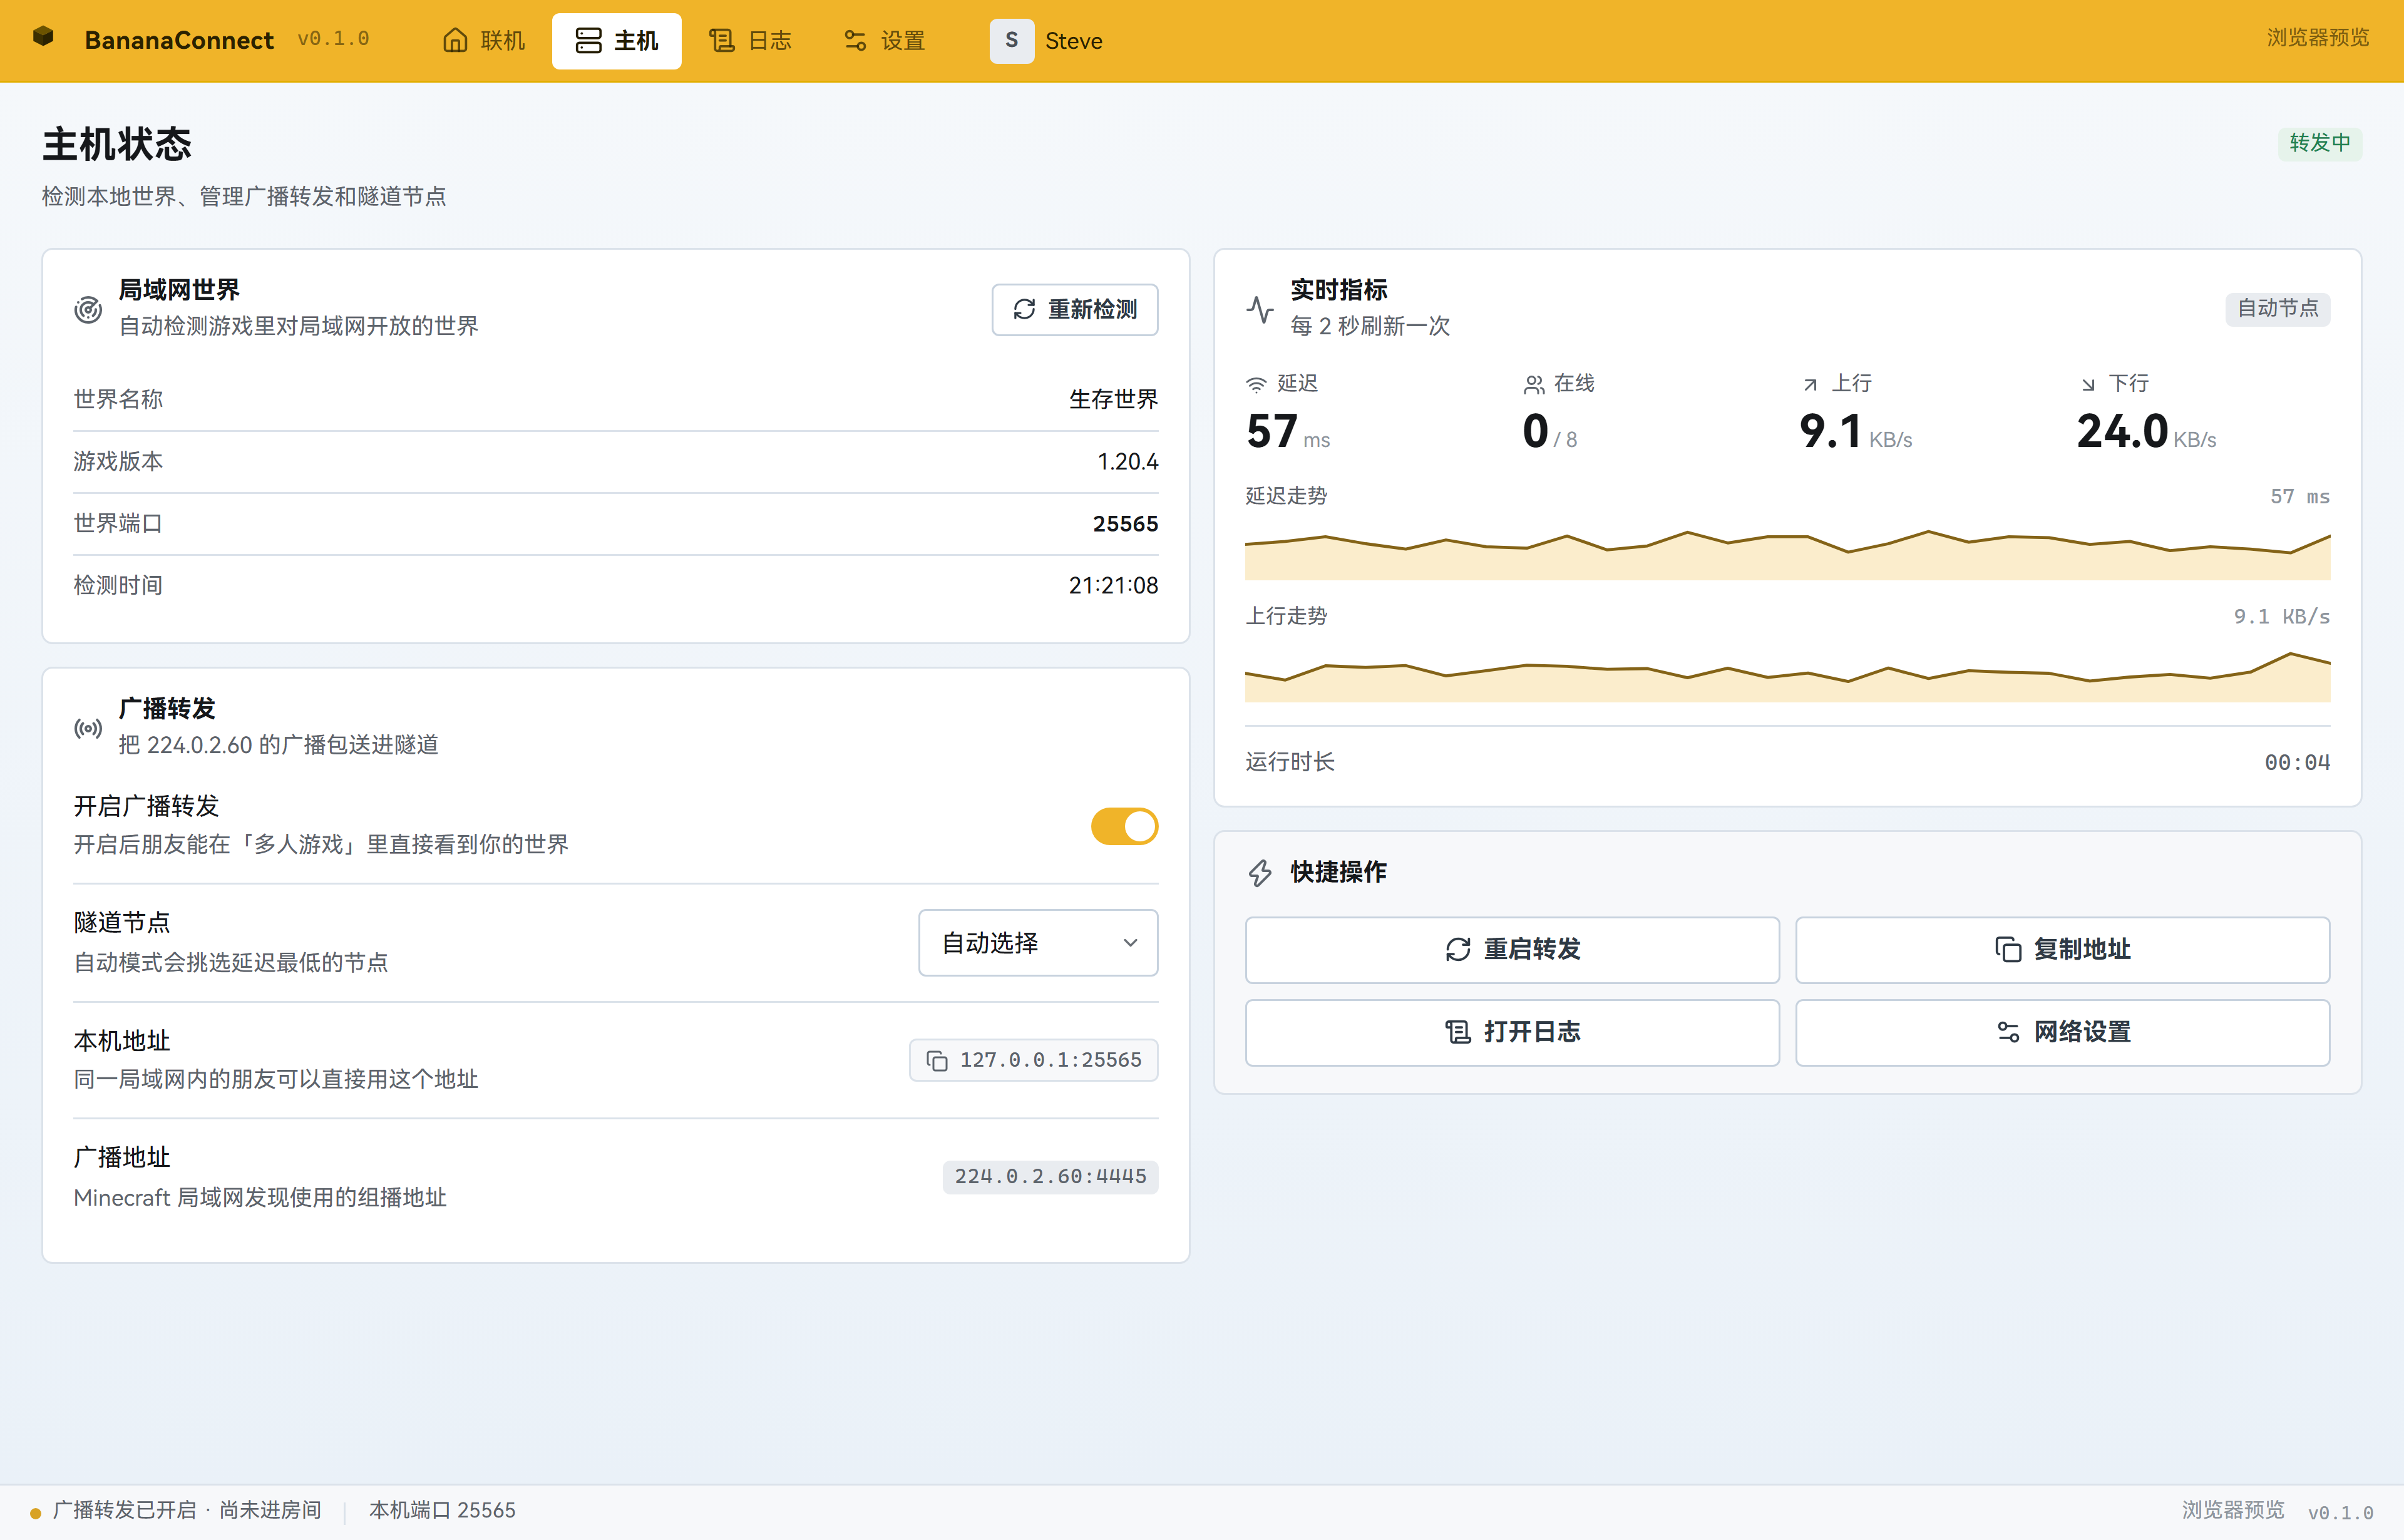 BananaConnect v0.1.0 联机 主机 日志 设置 S Steve 浏览器预览
主机状态 转发中
检测本地世界、管理广播转发和隧道节点
局域网世界
自动检测游戏里对局域网开放的世界
重新检测
世界名称 生存世界
游戏版本 1.20.4
世界端口 25565
检测时间 21:21:08
广播转发
把 224.0.2.60 的广播包送进隧道
开启广播转发
开启后朋友能在「多人游戏」里直接看到你的世界
隧道节点
自动模式会挑选延迟最低的节点
自动选择
本机地址
同一局域网内的朋友可以直接用这个地址
127.0.0.1:25565
广播地址
Minecraft 局域网发现使用的组播地址
224.0.2.60:4445
实时指标
每 2 秒刷新一次
自动节点
延迟 在线 上行 下行
57 ms 0 / 8 9.1 KB/s 24.0 KB/s
延迟走势 57 ms
上行走势 9.1 KB/s
运行时长 00:04
快捷操作
重启转发 复制地址
打开日志 网络设置
广播转发已开启 · 尚未进房间 本机端口 25565 浏览器预览 v0.1.0